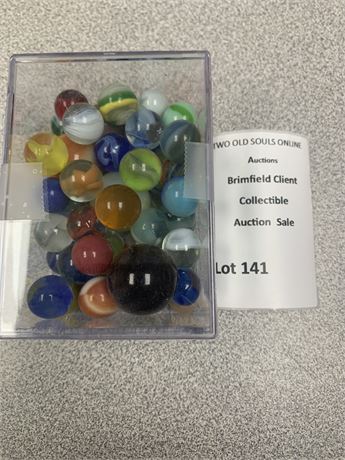 TWO OLD SOULS ONLINE
Auctions
Brimfield Client
Collectible
Auction Sale
Lot 141